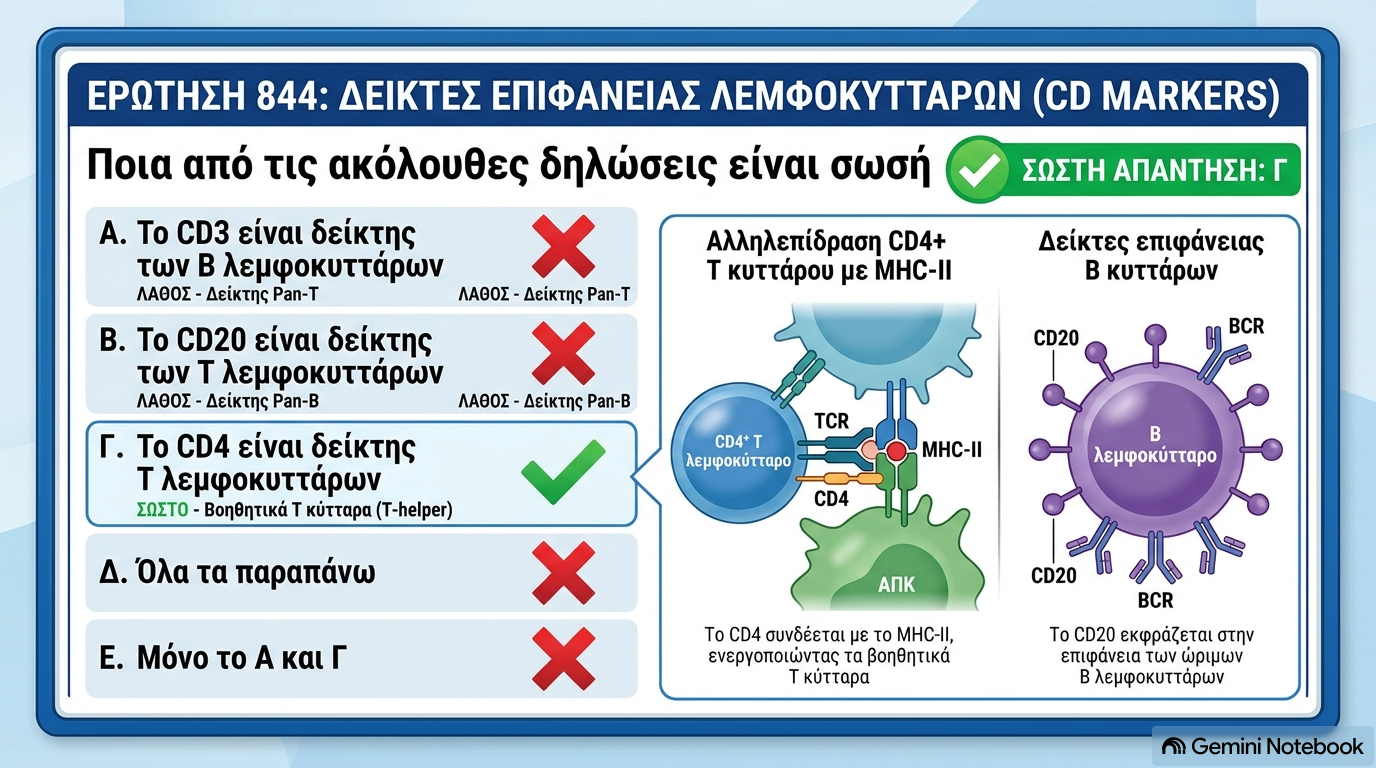 ΕΡΩΤΗΣΗ 844: ΔΕΙΚΤΕΣ ΕΠΙΦΑΝΕΙΑΣ ΛΕΜΦΟΚΥΤΤΑΡΩΝ (CD MARKERS)
Ποια από τις ακόλουθες δηλώσεις είναι σωσή
ΣΩΣΤΗ ΑΠΑΝΤΗΣΗ: Γ
Α. Το CD3 είναι δείκτης
των Β λεμφοκυττάρων
ΛΑΘΟΣ - Δείκτης Pan-T
ΛΑΘΟΣ - Δείκτης Pan-T
Β. Το CD20 είναι δείκτης
των Τ λεμφοκυττάρων
ΛΑΘΟΣ - Δείκτης Pan-B
ΛΑΘΟΣ - Δείκτης Pan-B
Γ. Το CD4 είναι δείκτης
Τ λεμφοκυττάρων
ΣΩΣΤΟ - Βοηθητικά Τ κύτταρα (T-helper)
Δ. Όλα τα παραπάνω
Ε. Μόνο το Α και Γ
Αλληλεπίδραση CD4+
Τ κυττάρου με MHC-II
CD4⁺ T
λεμφοκύτταρο
TCR
CD4
MHC-II
ΑΠΚ
Το CD4 συνδέεται με το MHC-II,
ενεργοποιώντας τα βοηθητικά
Τ κύτταρα
Δείκτες επιφάνειας
Β κυττάρων
CD20
BCR
Β
λεμφοκύτταρο
CD20
BCR
Το CD20 εκφράζεται στην
επιφάνεια των ώριμων
Β λεμφοκυττάρων
Gemini Notebook